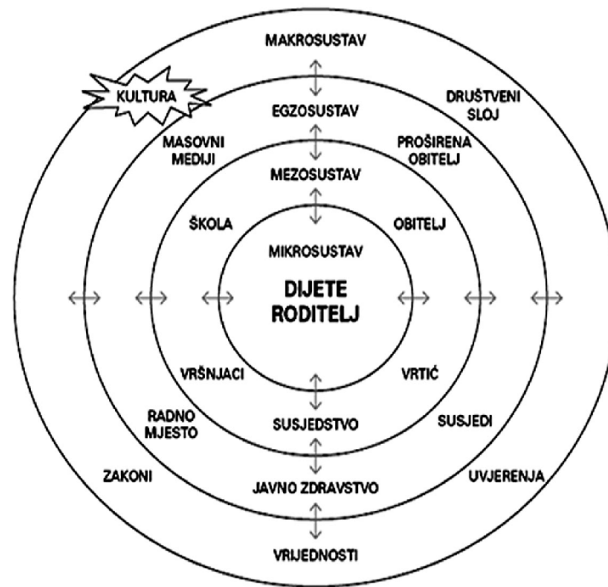 MAKROSUSTAV
KULTURA
DRUŠTVENI
SLOJ
EGZOSUSTAV
MASOVNI
MEDIJI
PROŠIRENA
OBITELJ
MEZOSUSTAV
ŠKOLA
OBITELJ
MIKROSUSTAV
DIJETE
RODITELJ
VRŠNJACI
VRTIĆ
RADNO
MJESTO
SUSJEDSTVO
SUSJEDI
ZAKONI
JAVNO ZDRAVSTVO
UVJERENJA
VRIJEDNOSTI